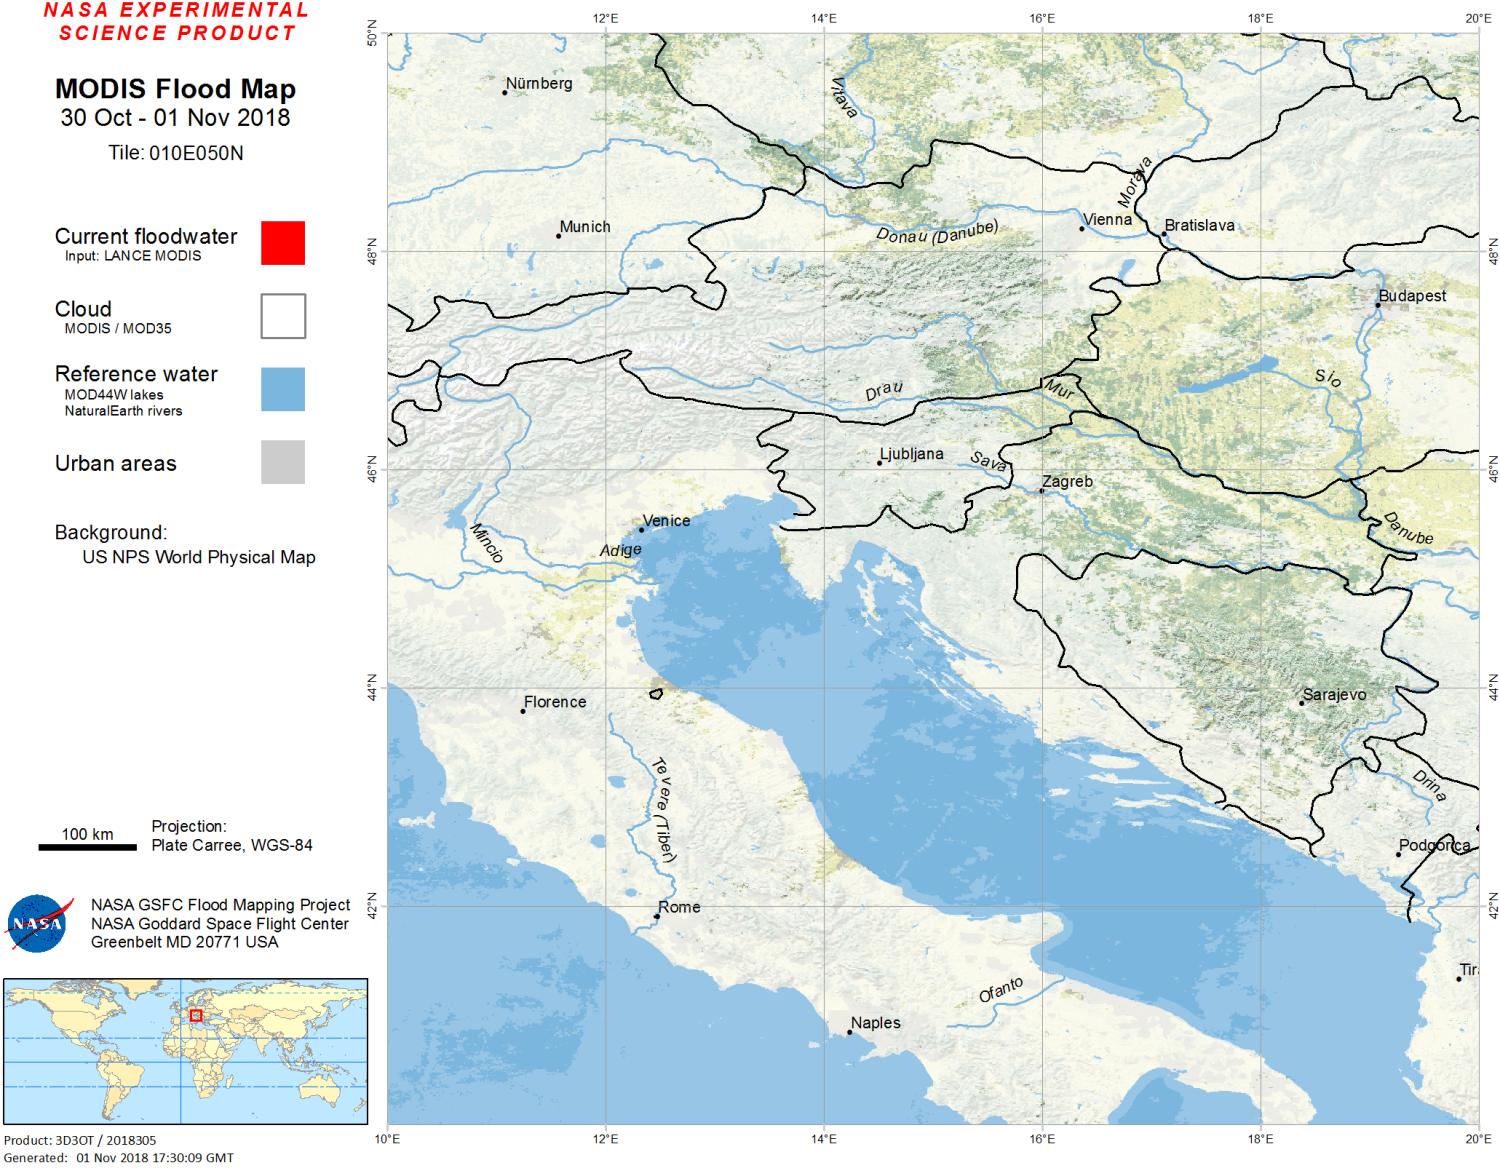 NASA EXPERIMENTAL
SCIENCE PRODUCT
MODIS Flood Map
30 Oct - 01 Nov 2018
Tile: 010E050N
Current floodwater
Input: LANCE MODIS
Cloud
MODIS / MOD35
Reference water
MOD44W lakes
NaturalEarth rivers
Urban areas
Background:
US NPS World Physical Map
100 km
Projection:
Plate Carree, WGS-84
NASA
NASA GSFC Flood Mapping Project
NASA Goddard Space Flight Center
Greenbelt MD 20771 USA
Product: 3D3OT / 2018305
Generated: 01 Nov 2018 17:30:09 GMT
12°E 14°E 16°E 18°E 20°E
50°N
Nürnberg
Vltava
Morava
Munich
Donau (Danube)
Vienna
Bratislava
48°N 48°N
Budapest
Drau
Mur
Sio
Ljubljana
Sava
46°N 46°N
Zagreb
Venice
Mincio
Adige
Danube
44°N 44°N
Florence
Sarajevo
Tevere (Tiber)
Drina
Podgorica
42°N 42°N
Rome
Tir
Ofanto
Naples
10°E 12°E 14°E 16°E 18°E 20°E